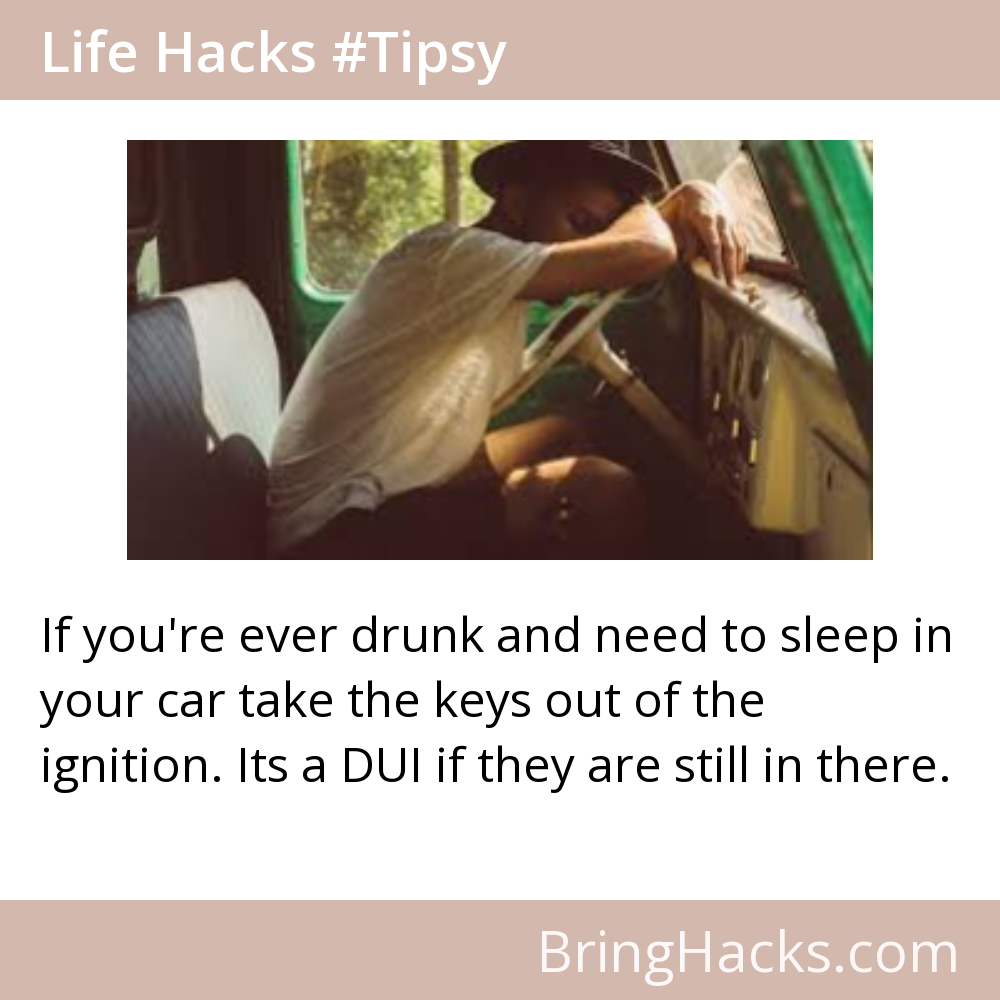 Life Hacks #Tipsy
If you're ever drunk and need to sleep in
your car take the keys out of the
ignition. Its a DUI if they are still in there.
BringHacks.com